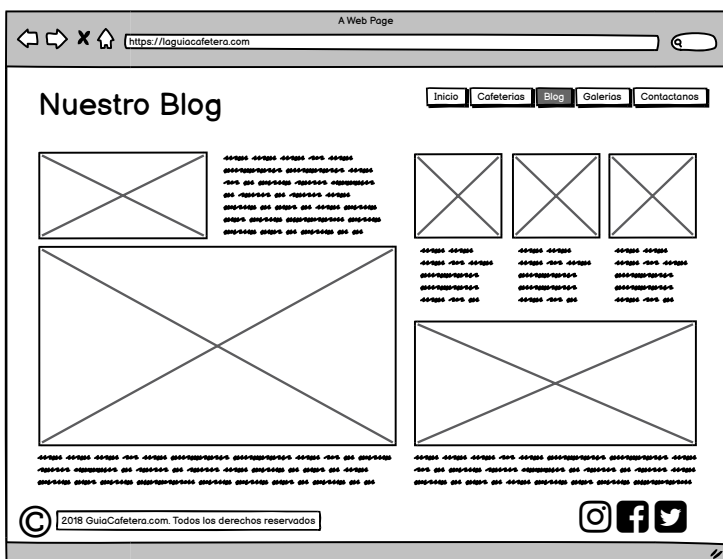 A Web Page
https://laguiacafetera.com
Nuestro Blog
Inicio
Cafeterias
Blog
Galerias
Contactanos
© 2018 GuiaCafetera.com. Todos los derechos reservados